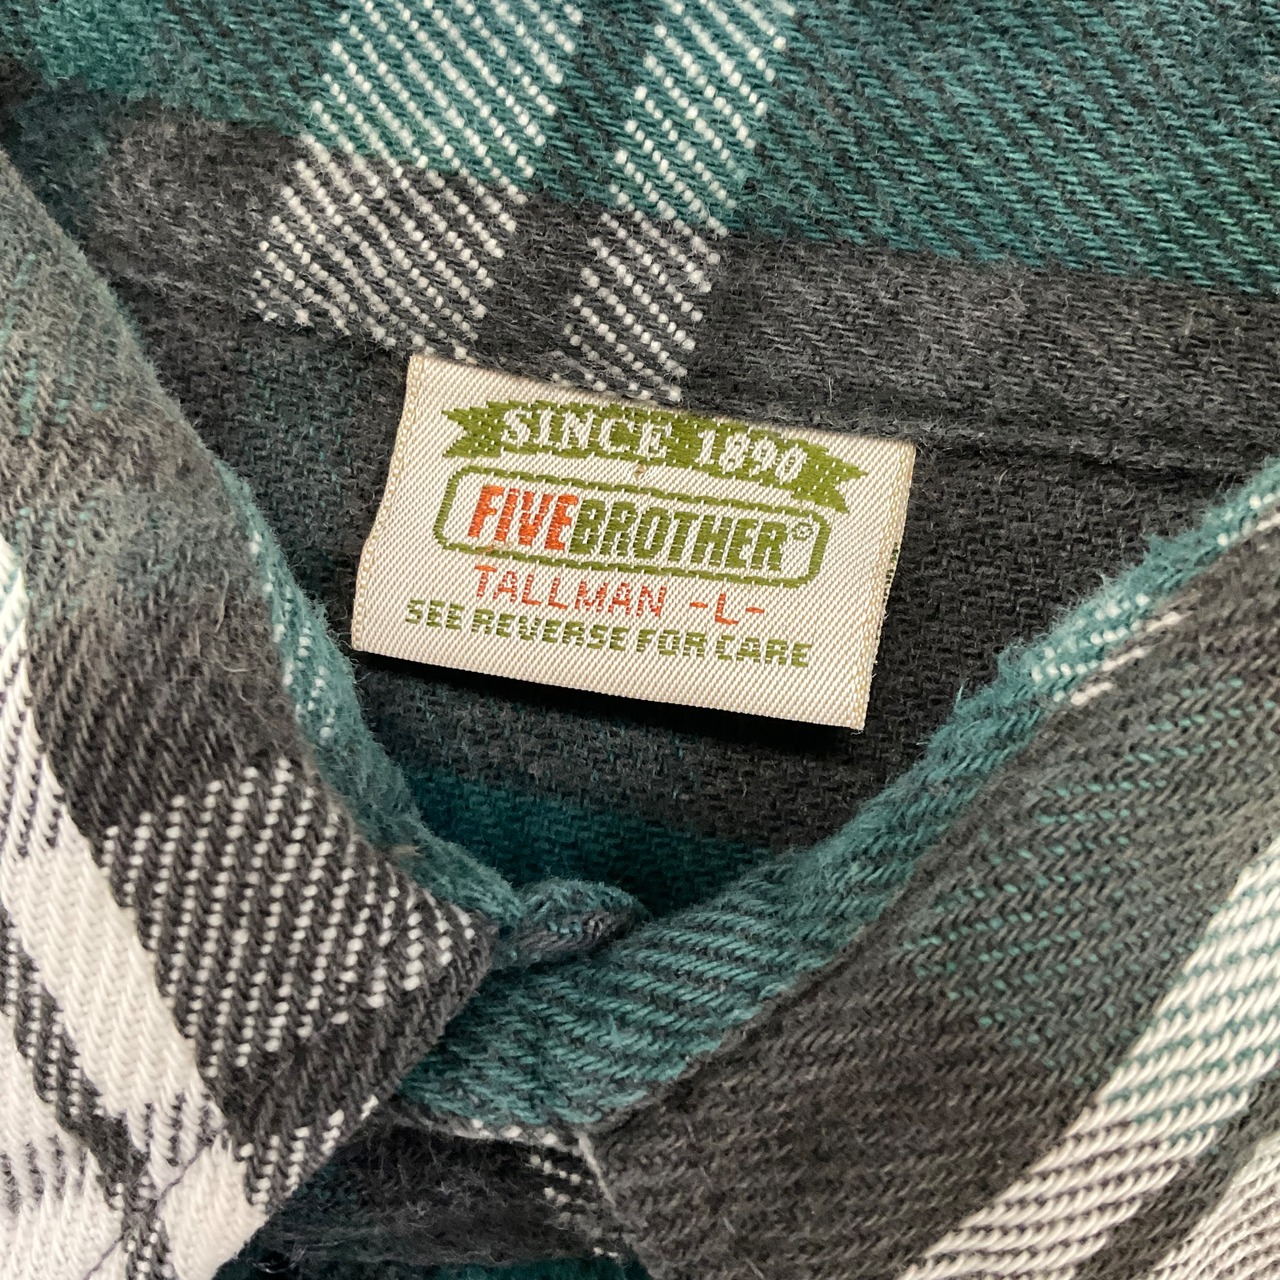 SINCE 1890
FIVEBROTHER®
TALLMAN -L-
SEE REVERSE FOR CARE